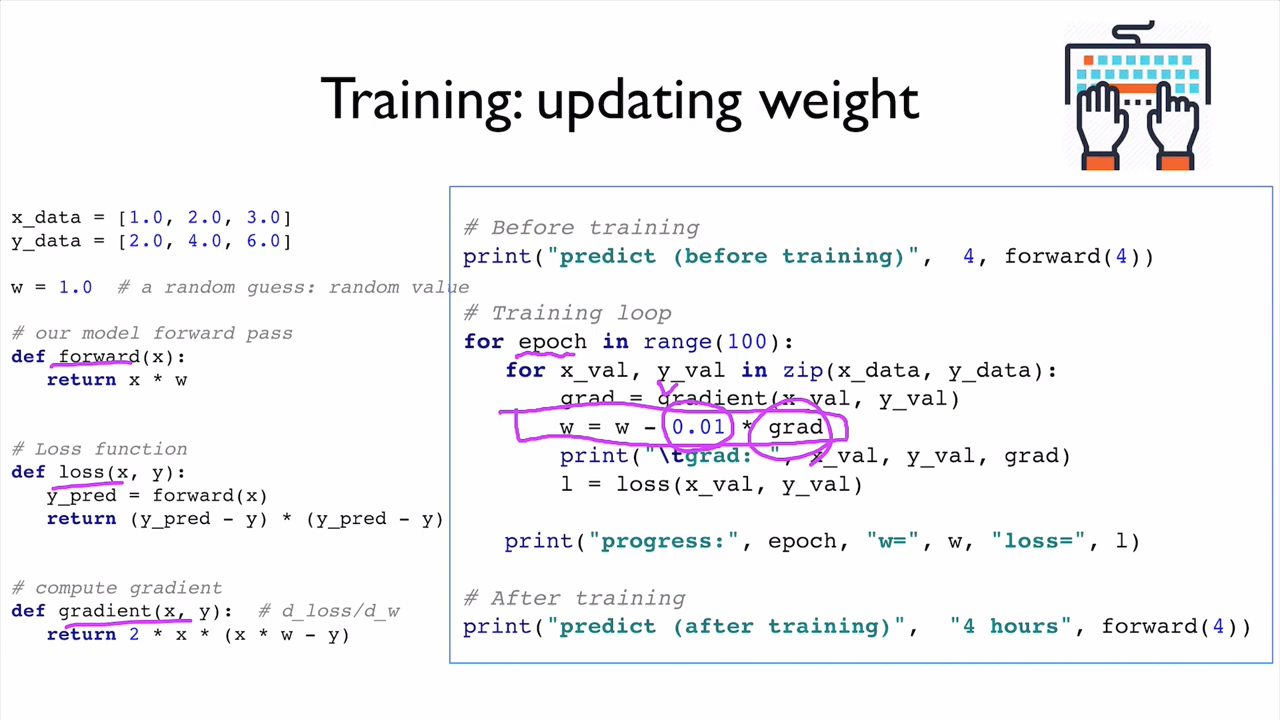 Training: updating weight
x_data = [1.0, 2.0, 3.0]
y_data = [2.0, 4.0, 6.0]
w = 1.0  # a random guess: random value
# our model forward pass
def forward(x):
   return x * w
# Loss function
def loss(x, y):
   y_pred = forward(x)
   return (y_pred - y) * (y_pred - y)
# compute gradient
def gradient(x, y):  # d_loss/d_w
   return 2 * x * (x * w - y)
# Before training
print("predict (before training)",  4, forward(4))
# Training loop
for epoch in range(100):
   for x_val, y_val in zip(x_data, y_data):
       grad = gradient(x_val, y_val)
       w = w - 0.01 * grad
       print("\tgrad: ", x_val, y_val, grad)
       l = loss(x_val, y_val)
   print("progress:", epoch, "w=", w, "loss=", l)
# After training
print("predict (after training)",  "4 hours", forward(4))